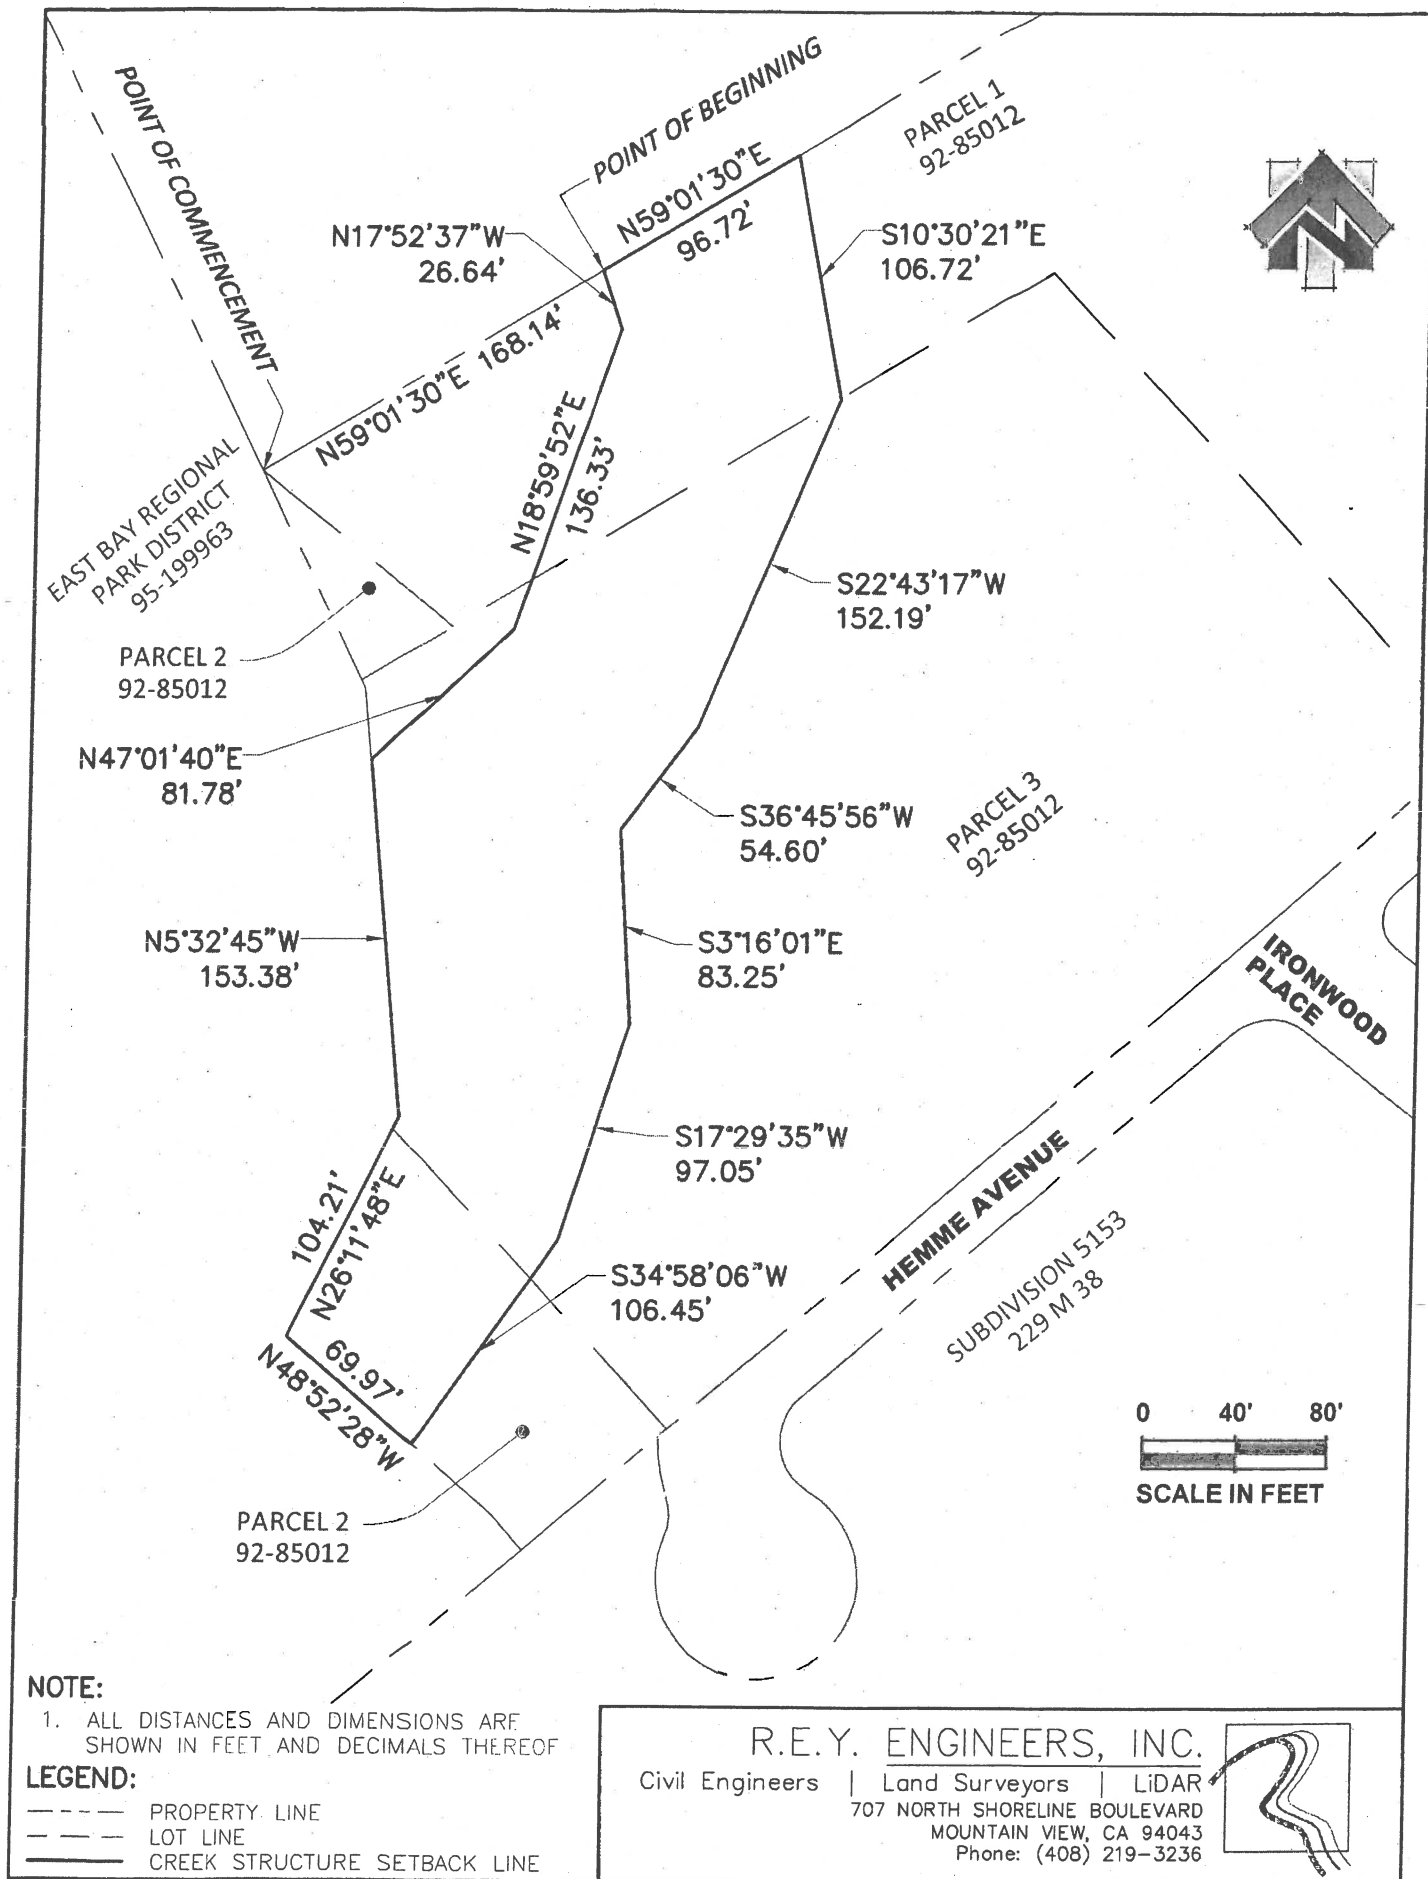 POINT OF COMMENCEMENT
POINT OF BEGINNING
PARCEL 1
92-85012
N59°01'30"E
96.72'
N17°52'37"W
26.64'
S10°30'21"E
106.72'
N59°01'30"E 168.14'
N18°59'52"E
136.33'
EAST BAY REGIONAL
PARK DISTRICT
95-199963
S22°43'17"W
152.19'
PARCEL 2
92-85012
N47°01'40"E
81.78'
S36°45'56"W
54.60'
PARCEL 3
92-85012
N5°32'45"W
153.38'
S3°16'01"E
83.25'
IRONWOOD
PLACE
S17°29'35"W
97.05'
104.21'
N26°11'48"E
HEMME AVENUE
SUBDIVISION 5153
229 M 38
S34°58'06"W
106.45'
69.97'
N48°52'28"W
0 40' 80'
SCALE IN FEET
PARCEL 2
92-85012
NOTE:
1. ALL DISTANCES AND DIMENSIONS ARE
SHOWN IN FEET AND DECIMALS THEREOF
LEGEND:
PROPERTY LINE
LOT LINE
CREEK STRUCTURE SETBACK LINE
R.E.Y. ENGINEERS, INC.
Civil Engineers | Land Surveyors | LiDAR
707 NORTH SHORELINE BOULEVARD
MOUNTAIN VIEW, CA 94043
Phone: (408) 219-3236